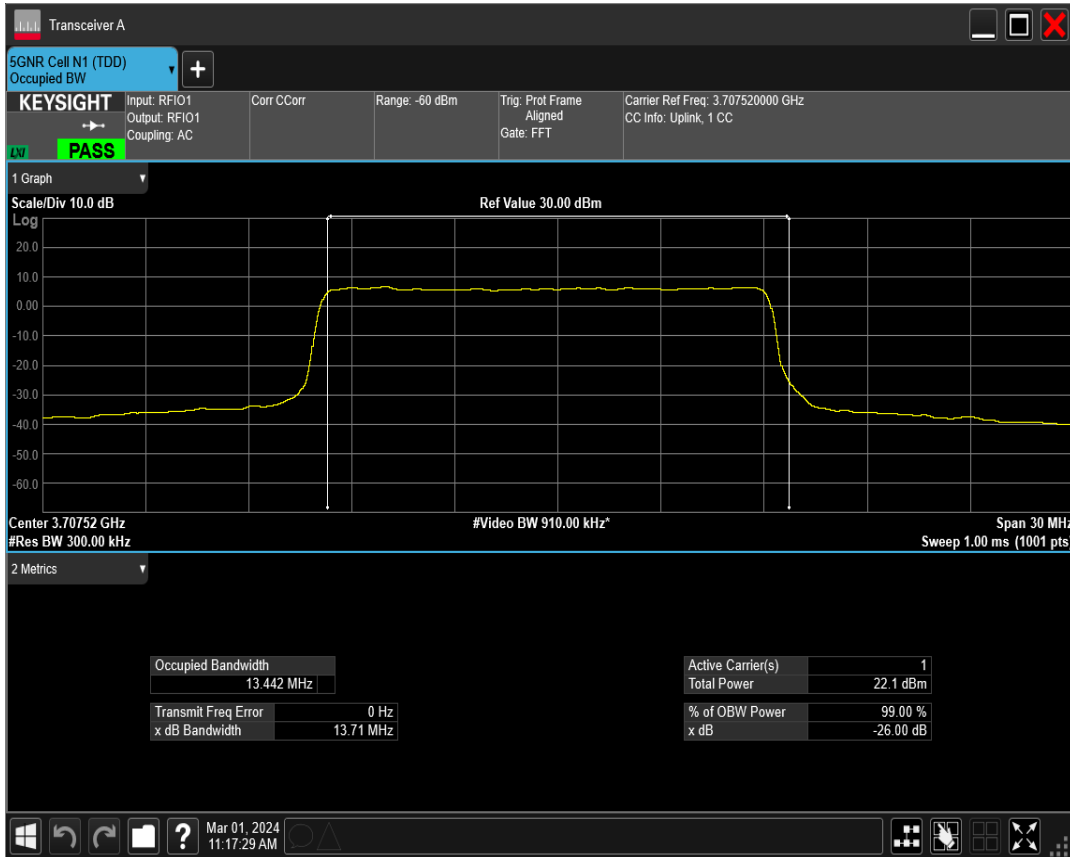 Transceiver A
5GNR Cell N1 (TDD)
Occupied BW
+
KEYSIGHT
LXI
PASS
Input: RFIO1
Output: RFIO1
Coupling: AC
Corr CCorr
Range: -60 dBm
Trig: Prot Frame
Aligned
Gate: FFT
Carrier Ref Freq: 3.707520000 GHz
CC Info: Uplink, 1 CC
1 Graph
Scale/Div 10.0 dB
Ref Value 30.00 dBm
Log
20.0
10.0
0.00
-10.0
-20.0
-30.0
-40.0
-50.0
-60.0
Center 3.70752 GHz
#Video BW 910.00 kHz*
Span 30 MHz
#Res BW 300.00 kHz
Sweep 1.00 ms (1001 pts)
2 Metrics
Occupied Bandwidth
13.442 MHz
Transmit Freq Error 0 Hz
x dB Bandwidth 13.71 MHz
Active Carrier(s) 1
Total Power 22.1 dBm
% of OBW Power 99.00 %
x dB -26.00 dB
?
Mar 01, 2024
11:17:29 AM